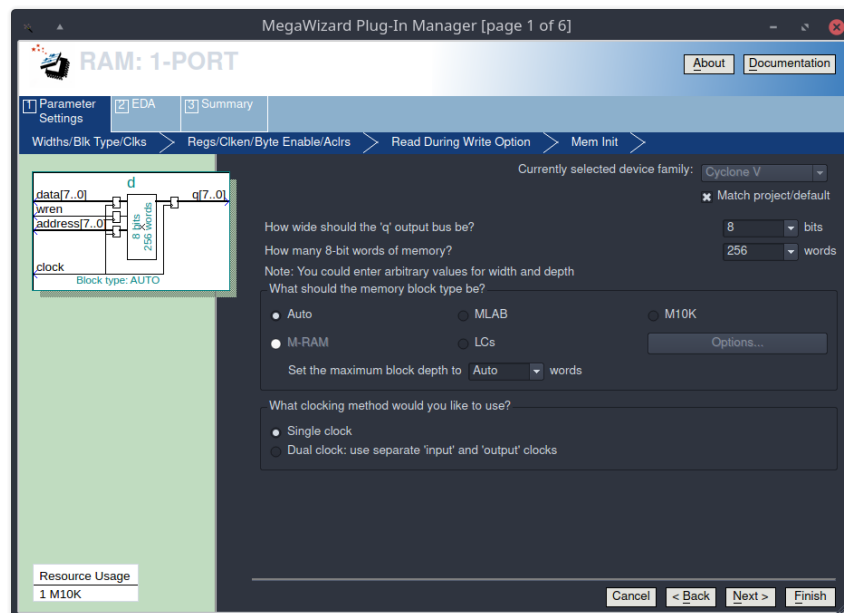 MegaWizard Plug-In Manager [page 1 of 6]
RAM: 1-PORT
About
Documentation
1 Parameter Settings
2 EDA
3 Summary
Widths/Blk Type/Clks
Regs/Clken/Byte Enable/Aclrs
Read During Write Option
Mem Init
d
data[7..0]
wren
address[7..0]
clock
q[7..0]
8 bits
x
256 words
Block type: AUTO
Currently selected device family:
Cyclone V
Match project/default
How wide should the 'q' output bus be?
8
bits
How many 8-bit words of memory?
256
words
Note: You could enter arbitrary values for width and depth
What should the memory block type be?
Auto
MLAB
M10K
M-RAM
LCs
Options...
Set the maximum block depth to
Auto
words
What clocking method would you like to use?
Single clock
Dual clock: use separate 'input' and 'output' clocks
Resource Usage
1 M10K
Cancel
< Back
Next >
Finish